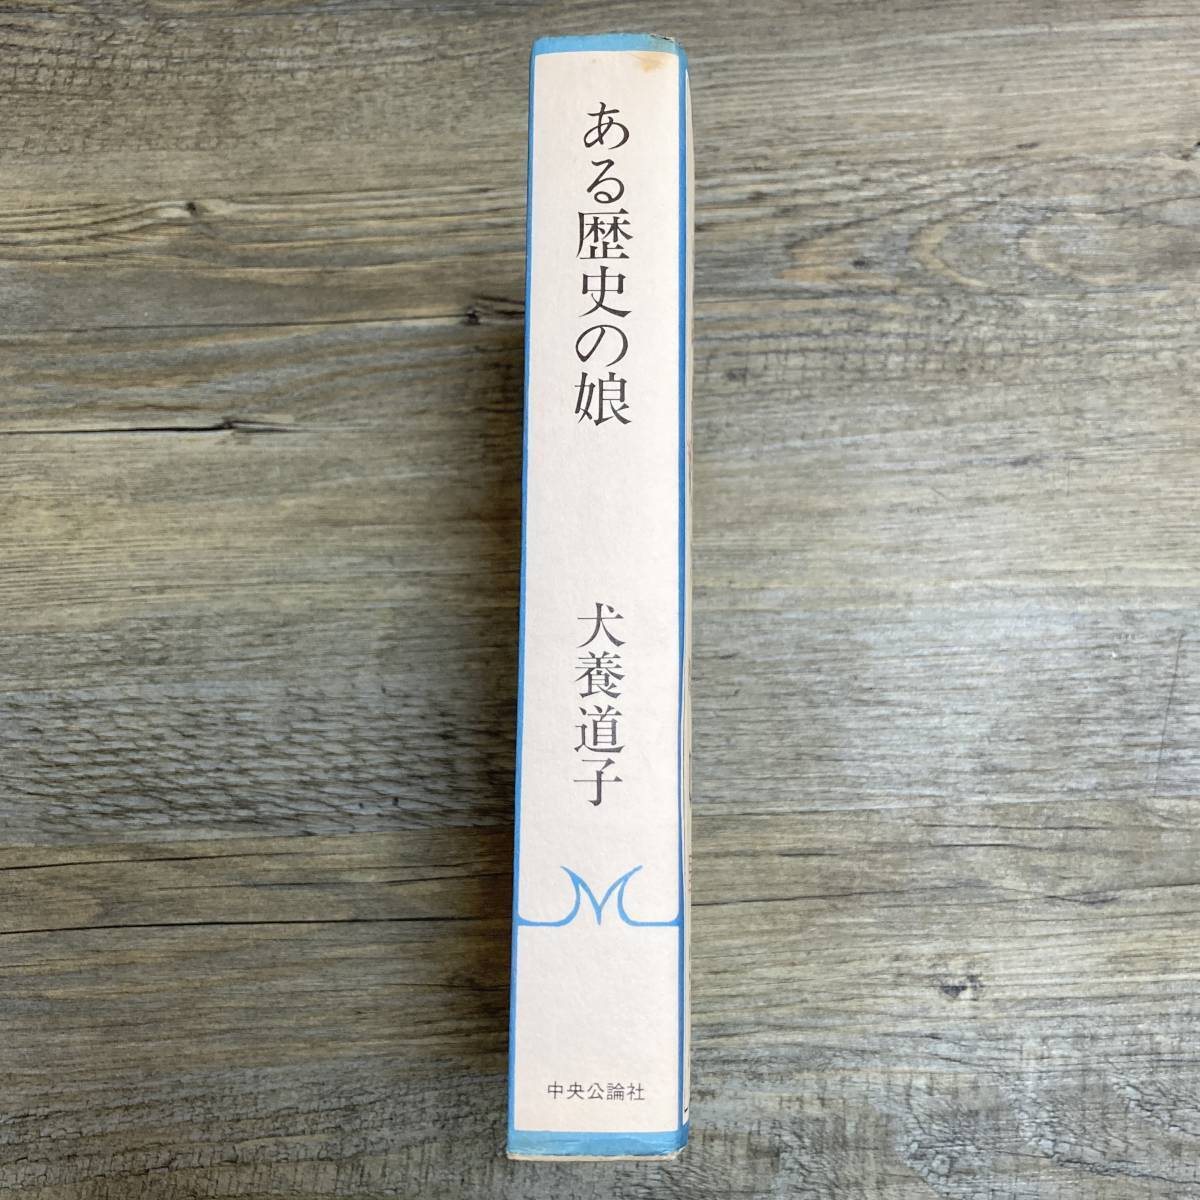 ある歴史の娘
犬養道子
中央公論社